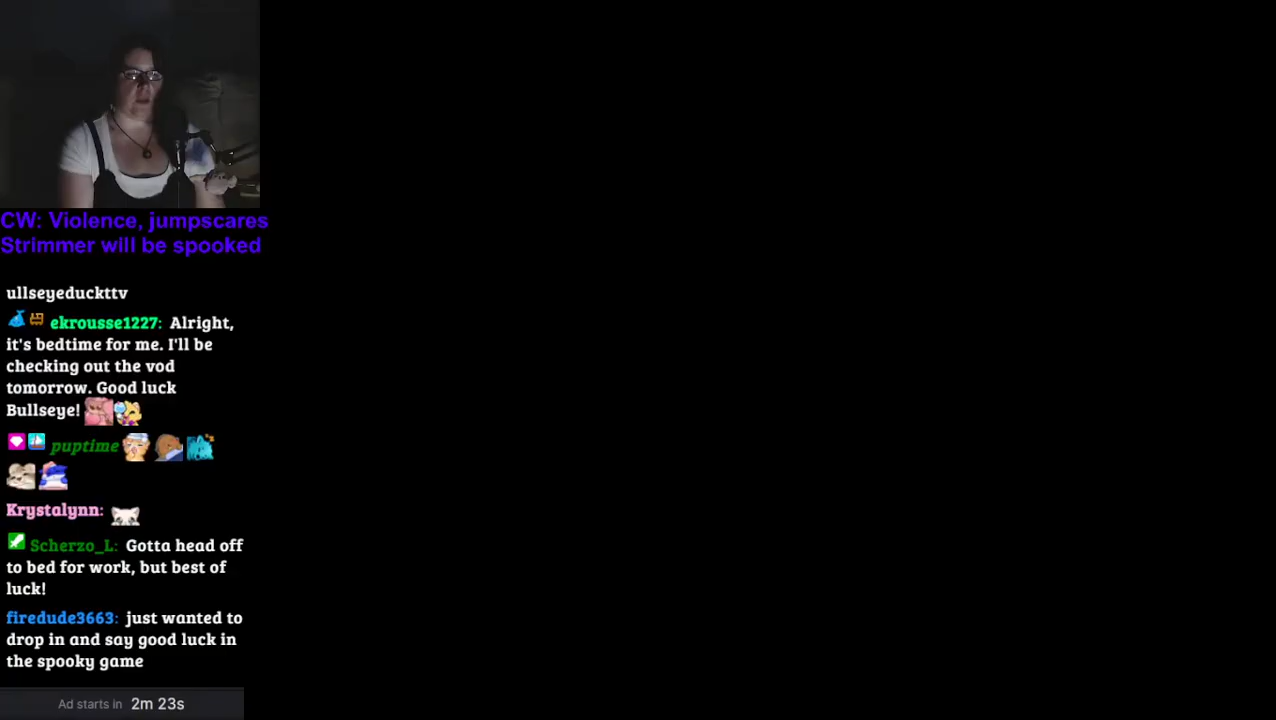 CW: Violence, jumpscares
Strimmer will be spooked
ullseyeduckttv
ekrousse1227: Alright,
it's bedtime for me. I'll be
checking out the vod
tomorrow. Good luck
Bullseye!
puptime
Krystalynn:
Scherzo_L: Gotta head off
to bed for work, but best of
luck!
firedude3663: just wanted to
drop in and say good luck in
the spooky game
Ad starts in 2m 23s